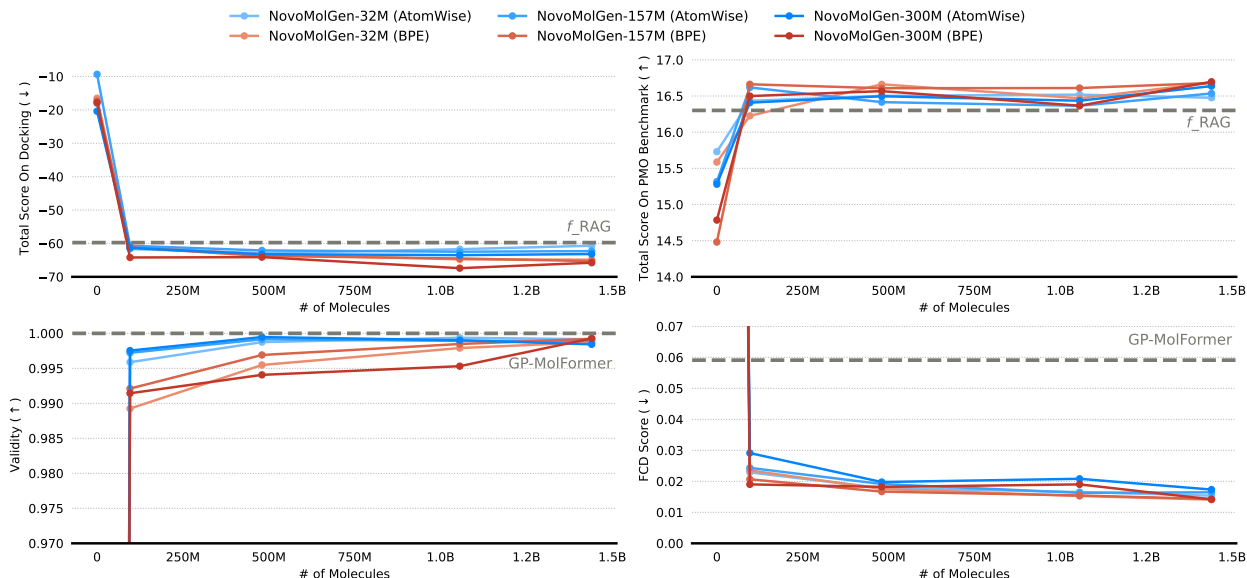 NovoMolGen-32M (AtomWise) NovoMolGen-157M (AtomWise) NovoMolGen-300M (AtomWise)
NovoMolGen-32M (BPE) NovoMolGen-157M (BPE) NovoMolGen-300M (BPE)
Total Score On Docking (↓)
−10
−20
−30
−40
−50
−60
−70
f_RAG
0 250M 500M 750M 1.0B 1.2B 1.5B
# of Molecules
Total Score On PMO Benchmark (↑)
17.0
16.5
16.0
15.5
15.0
14.5
14.0
f_RAG
0 250M 500M 750M 1.0B 1.2B 1.5B
# of Molecules
Validity (↑)
1.000
0.995
0.990
0.985
0.980
0.975
0.970
GP-MolFormer
0 250M 500M 750M 1.0B 1.2B 1.5B
# of Molecules
FCD Score (↓)
0.07
0.06
0.05
0.04
0.03
0.02
0.01
0.00
GP-MolFormer
0 250M 500M 750M 1.0B 1.2B 1.5B
# of Molecules